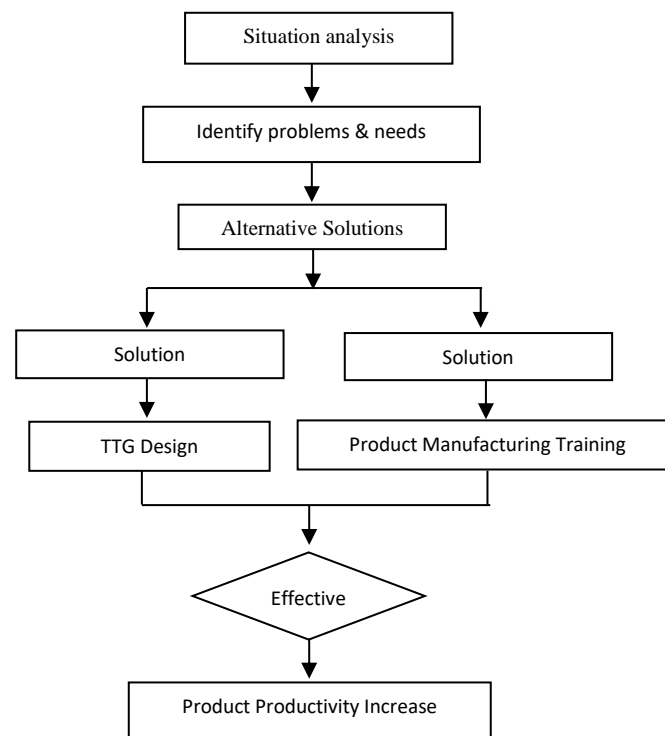 Situation analysis
Identify problems & needs
Alternative Solutions
Solution
Solution
TTG Design
Product Manufacturing Training
Effective
Product Productivity Increase